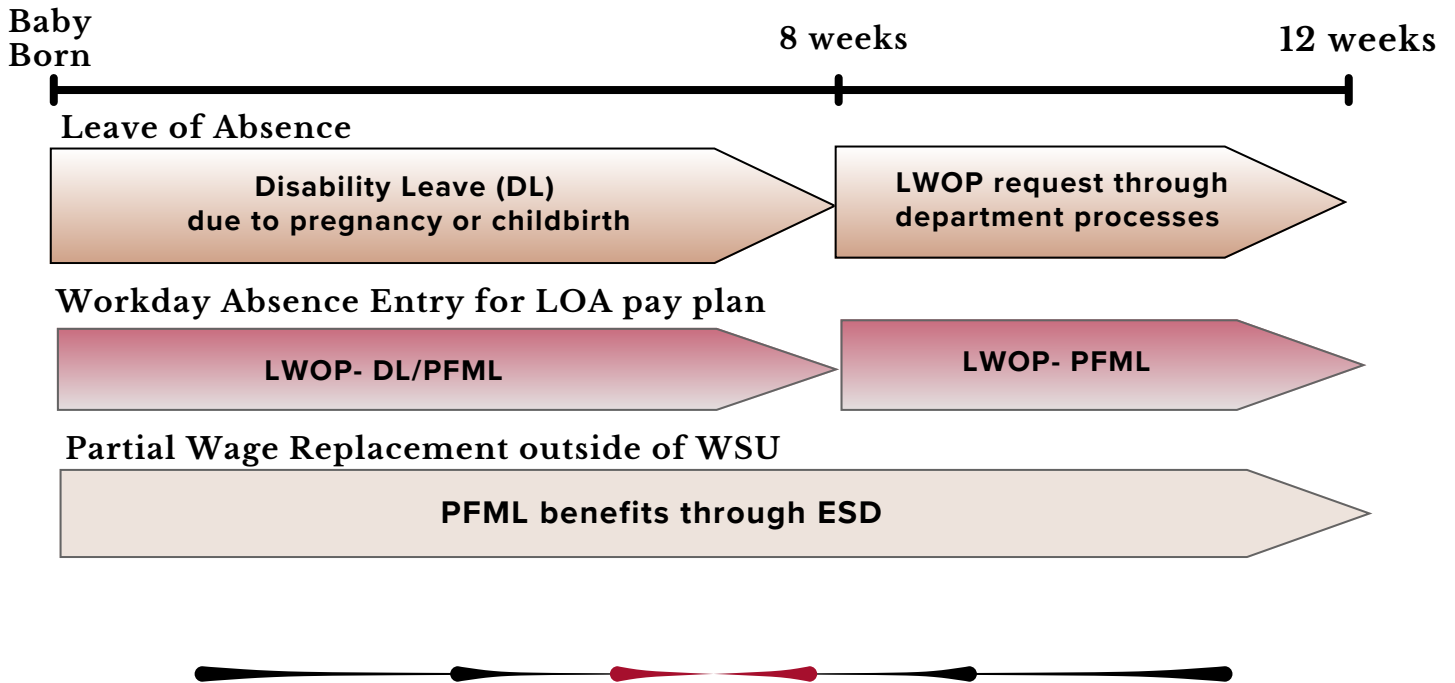 Baby
Born
8 weeks
12 weeks
Leave of Absence
Disability Leave (DL)
due to pregnancy or childbirth
LWOP request through
department processes
Workday Absence Entry for LOA pay plan
LWOP- DL/PFML
LWOP- PFML
Partial Wage Replacement outside of WSU
PFML benefits through ESD